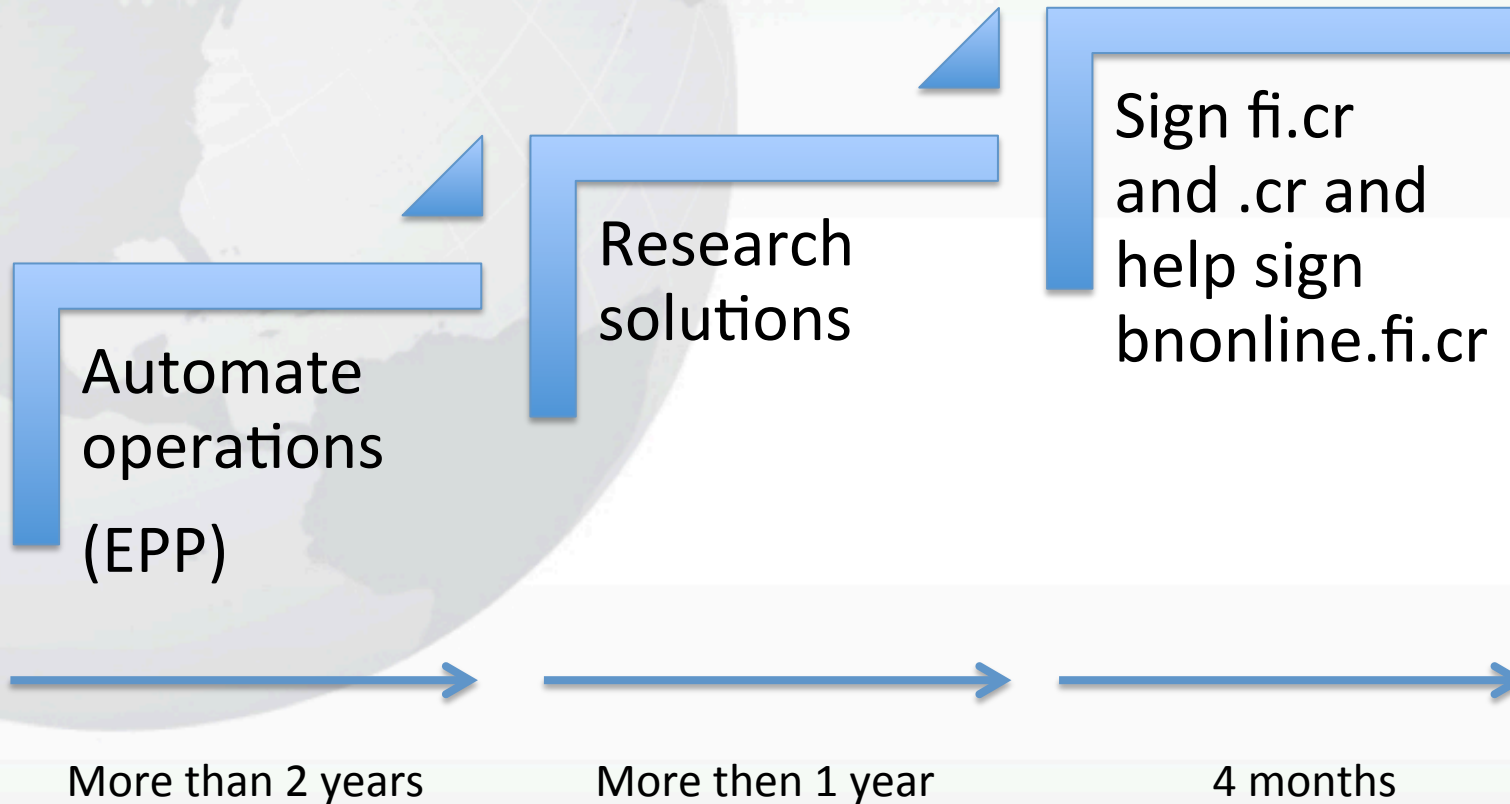 Automate
operations
(EPP)
Research
solutions
Sign fi.cr
and .cr and
help sign
bnonline.fi.cr
More than 2 years
More then 1 year
4 months